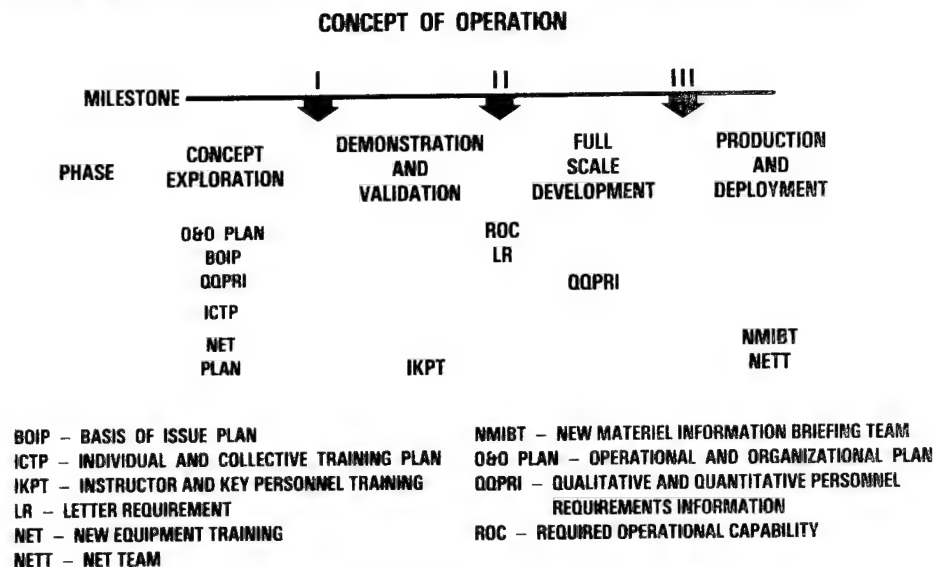 CONCEPT OF OPERATION
I II III
MILESTONE
PHASE
CONCEPT
EXPLORATION
DEMONSTRATION
AND
VALIDATION
FULL
SCALE
DEVELOPMENT
PRODUCTION
AND
DEPLOYMENT
O&O PLAN
BOIP
QQPRI
ICTP
NET
PLAN
IKPT
ROC
LR
QQPRI
NMIBT
NETT
BOIP – BASIS OF ISSUE PLAN
ICTP – INDIVIDUAL AND COLLECTIVE TRAINING PLAN
IKPT – INSTRUCTOR AND KEY PERSONNEL TRAINING
LR – LETTER REQUIREMENT
NET – NEW EQUIPMENT TRAINING
NETT – NET TEAM
NMIBT – NEW MATERIEL INFORMATION BRIEFING TEAM
O&O PLAN – OPERATIONAL AND ORGANIZATIONAL PLAN
QQPRI – QUALITATIVE AND QUANTITATIVE PERSONNEL
REQUIREMENTS INFORMATION
ROC – REQUIRED OPERATIONAL CAPABILITY